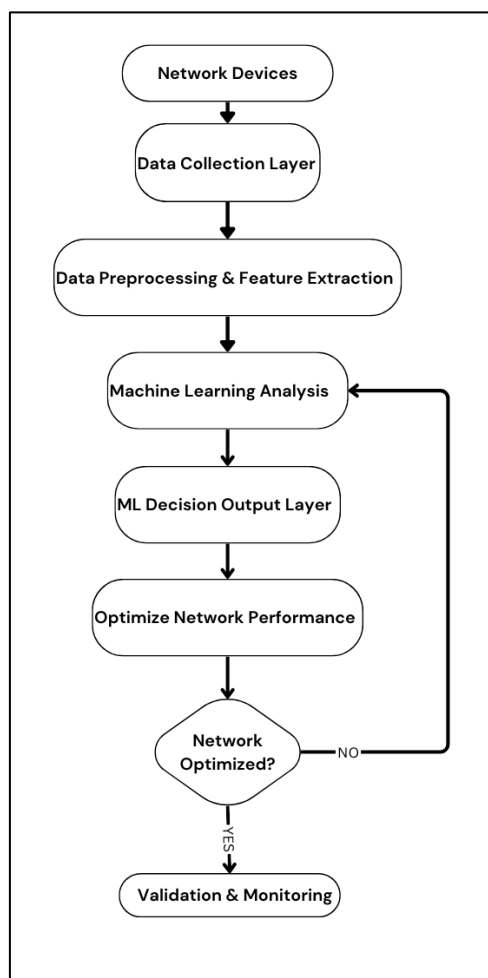 Network Devices
Data Collection Layer
Data Preprocessing & Feature Extraction
Machine Learning Analysis
ML Decision Output Layer
Optimize Network Performance
Network
Optimized?
NO
YES
Validation & Monitoring